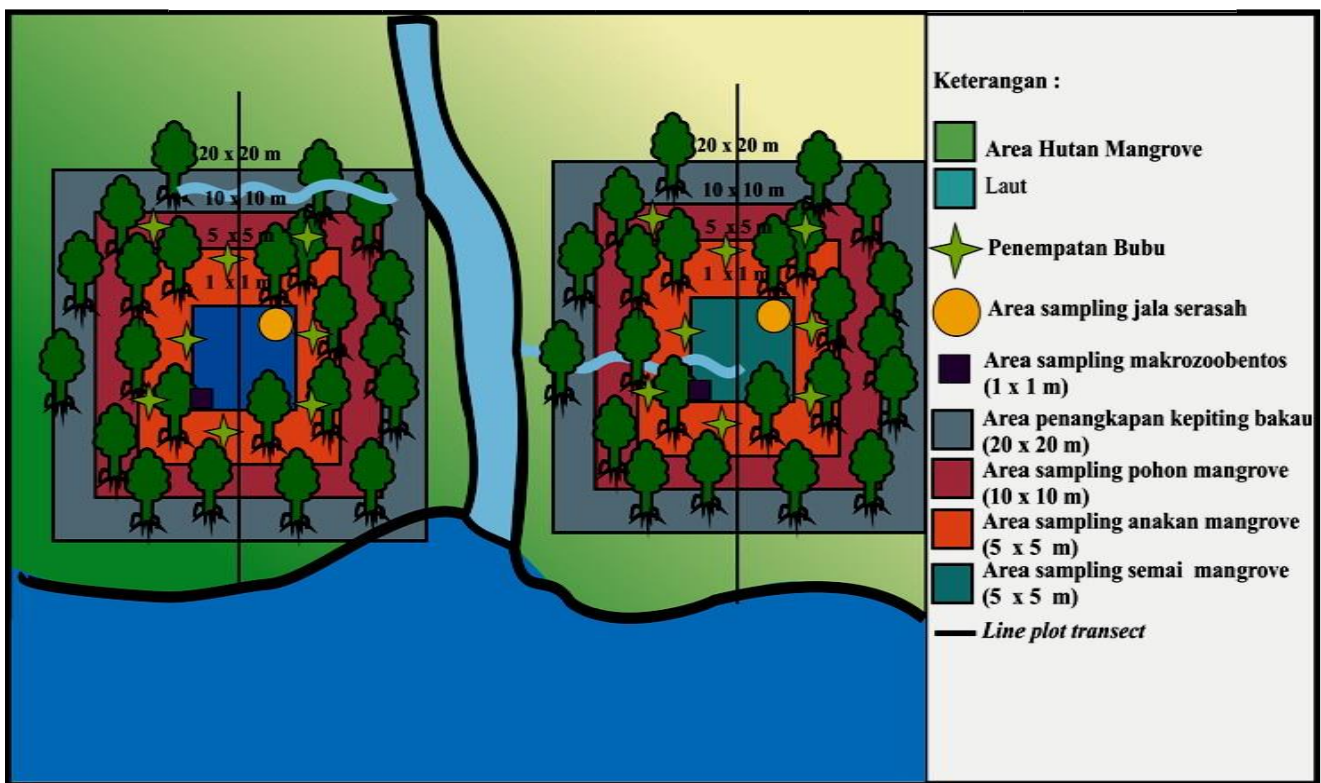 20 x 20 m
10 x 10 m
5 x 5 m
1 x 1 m
20 x 20 m
10 x 10 m
5 x 5 m
1 x 1 m
Keterangan :
Area Hutan Mangrove
Laut
Penempatan Bubu
Area sampling jala serasah
Area sampling makrozoobentos
(1 x 1 m)
Area penangkapan kepiting bakau
(20 x 20 m)
Area sampling pohon mangrove
(10 x 10 m)
Area sampling anakan mangrove
(5 x 5 m)
Area sampling semai mangrove
(5 x 5 m)
Line plot transect